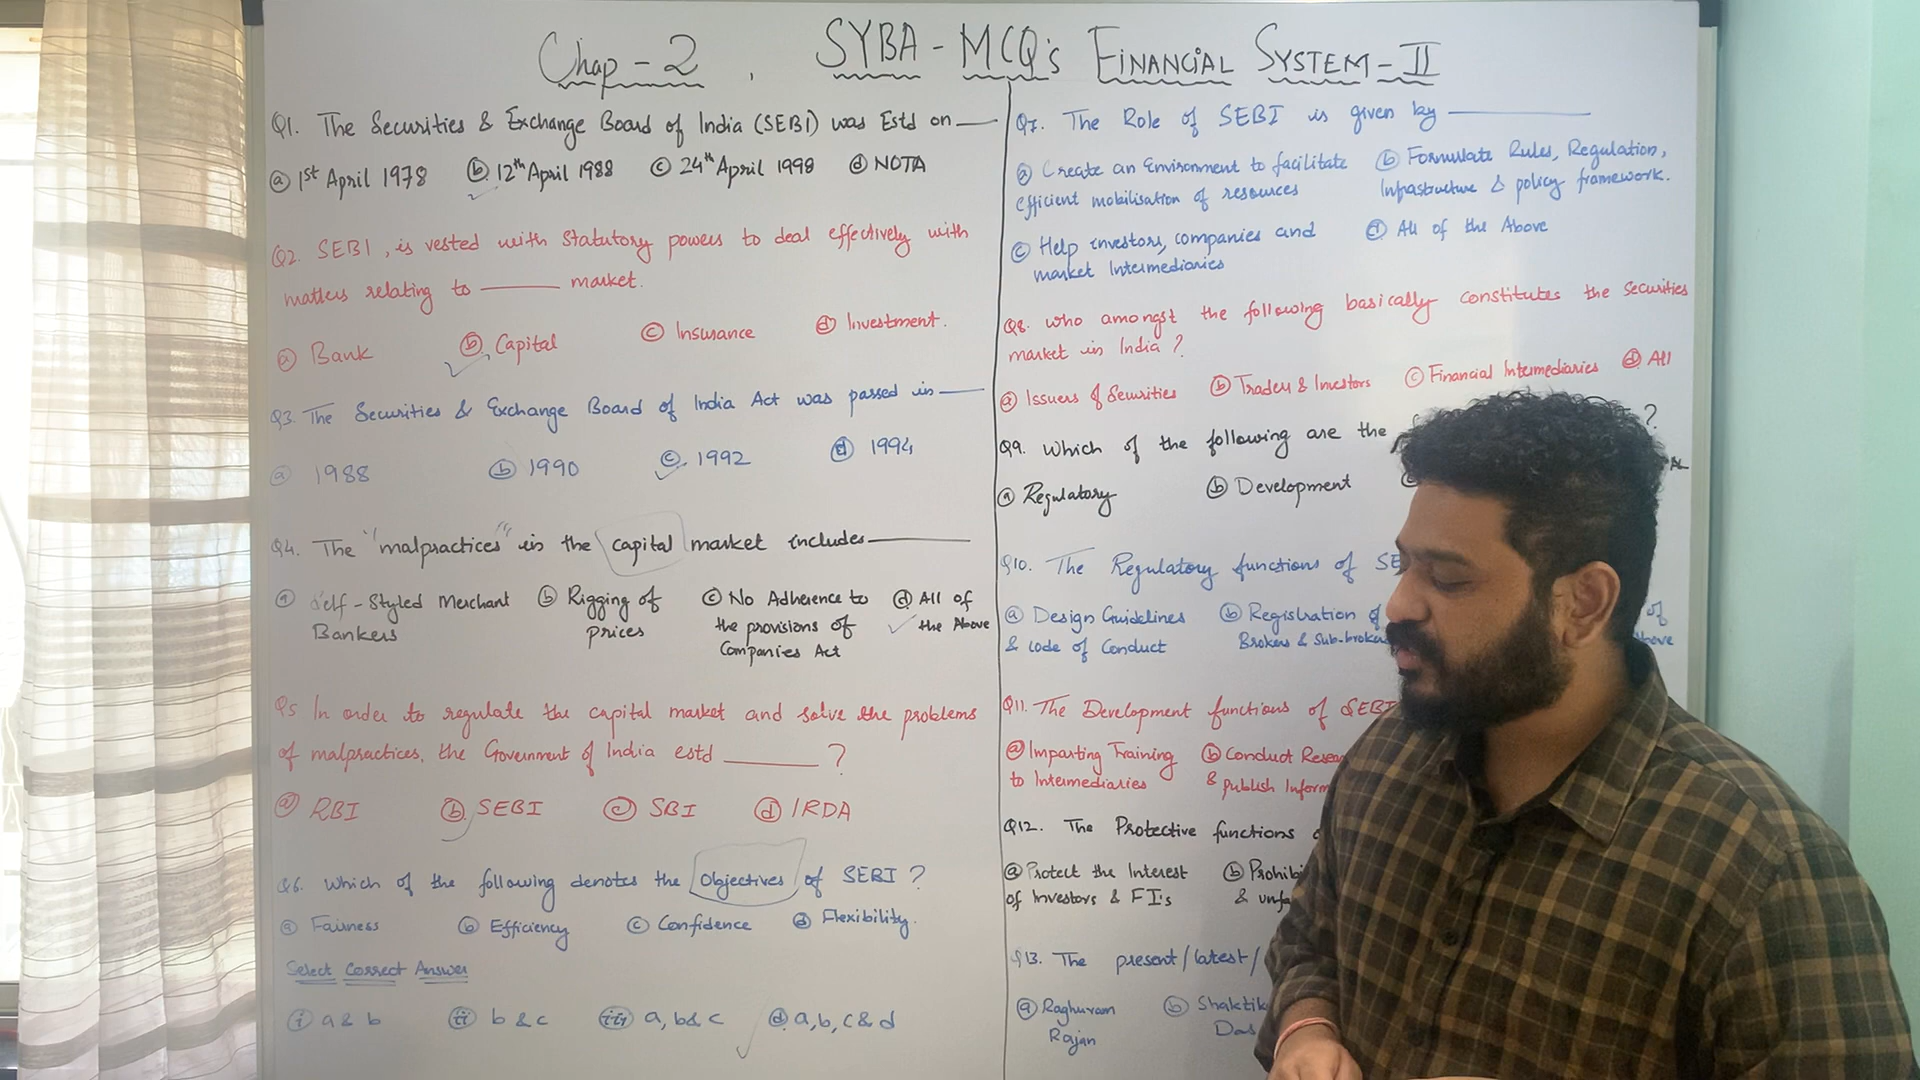 Chap - 2 , SYBA - MCQ's FINANCIAL SYSTEM - II
Q1. The Securities & Exchange Board of India (SEBI) was Estd on ____
ⓐ 1st April 1978 ⓑ 12th April 1988 ⓒ 24th April 1998 ⓓ NOTA
Q2. SEBI, is vested with Statutory powers to deal effectively with
matters relating to ____ market.
ⓐ Bank ⓑ Capital ⓒ Insurance ⓓ Investment.
Q3. The Securities & Exchange Board of India Act was passed in ____
ⓐ 1988 ⓑ 1990 ⓒ 1992 ⓓ 1994
Q4. The "malpractices" in the capital market includes ____
ⓐ Self-Styled Merchant ⓑ Rigging of ⓒ No Adherence to ⓓ All of
Bankers prices the provisions of the Above
Companies Act
Q5 In order to regulate the capital market and solve the problems
of malpractices, the Government of India estd ____ ?
ⓐ RBI ⓑ SEBI ⓒ SBI ⓓ IRDA
Q6. Which of the following denotes the Objectives of SEBI ?
ⓐ Fairness ⓑ Efficiency ⓒ Confidence ⓓ Flexibility.
Select Correct Answer
ⓘ a & b ⓘⓘ b & c ⓘⓘⓘ a, b & c ⓓ a, b, c & d
Q7. The Role of SEBI is given by ____
ⓐ Create an Environment to facilitate ⓑ Formulate Rules, Regulation,
efficient mobilisation of resources Infrastructure & policy framework.
ⓒ Help investors, companies and ⓓ All of the Above
market Intermediaries
Q8. Who amongst the following basically constitutes the Securities
market in India ?
ⓐ Issuers of Securities ⓑ Traders & Investors ⓒ Financial Intermediaries ⓓ All
Q9. Which of the following are the ?
ⓐ Regulatory ⓑ Development
Q10. The Regulatory functions of SE
ⓐ Design Guidelines ⓑ Registration of of
& Code of Conduct Brokers & Sub-brokers Above
Q11. The Development functions of SEBI
ⓐ Imparting Training ⓑ Conduct Resear
to Intermediaries & publish Inform
Q12. The Protective functions
ⓐ Protect the Interest ⓑ Prohibi
of Investors & FI's & unfa
Q13. The present/latest/
ⓐ Raghuram ⓑ Shaktik
Rajan Das